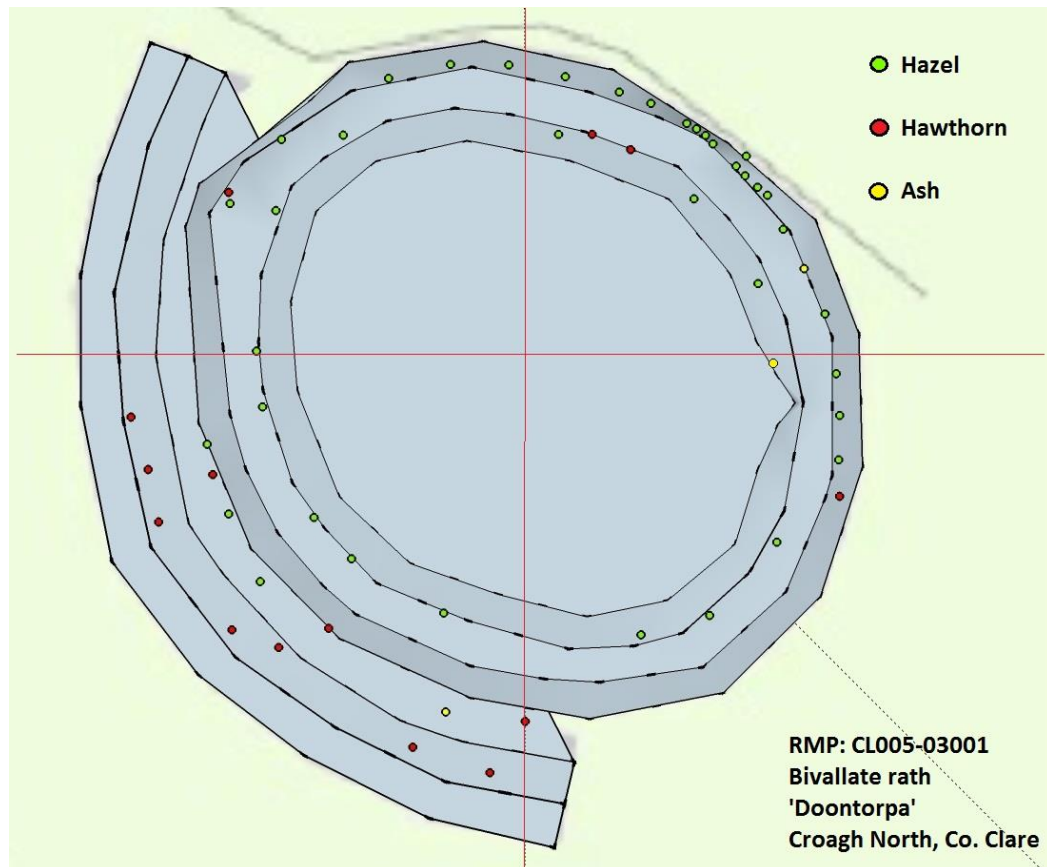 Hazel
Hawthorn
Ash
RMP: CL005-03001
Bivallate rath
'Doontorpa'
Croagh North, Co. Clare